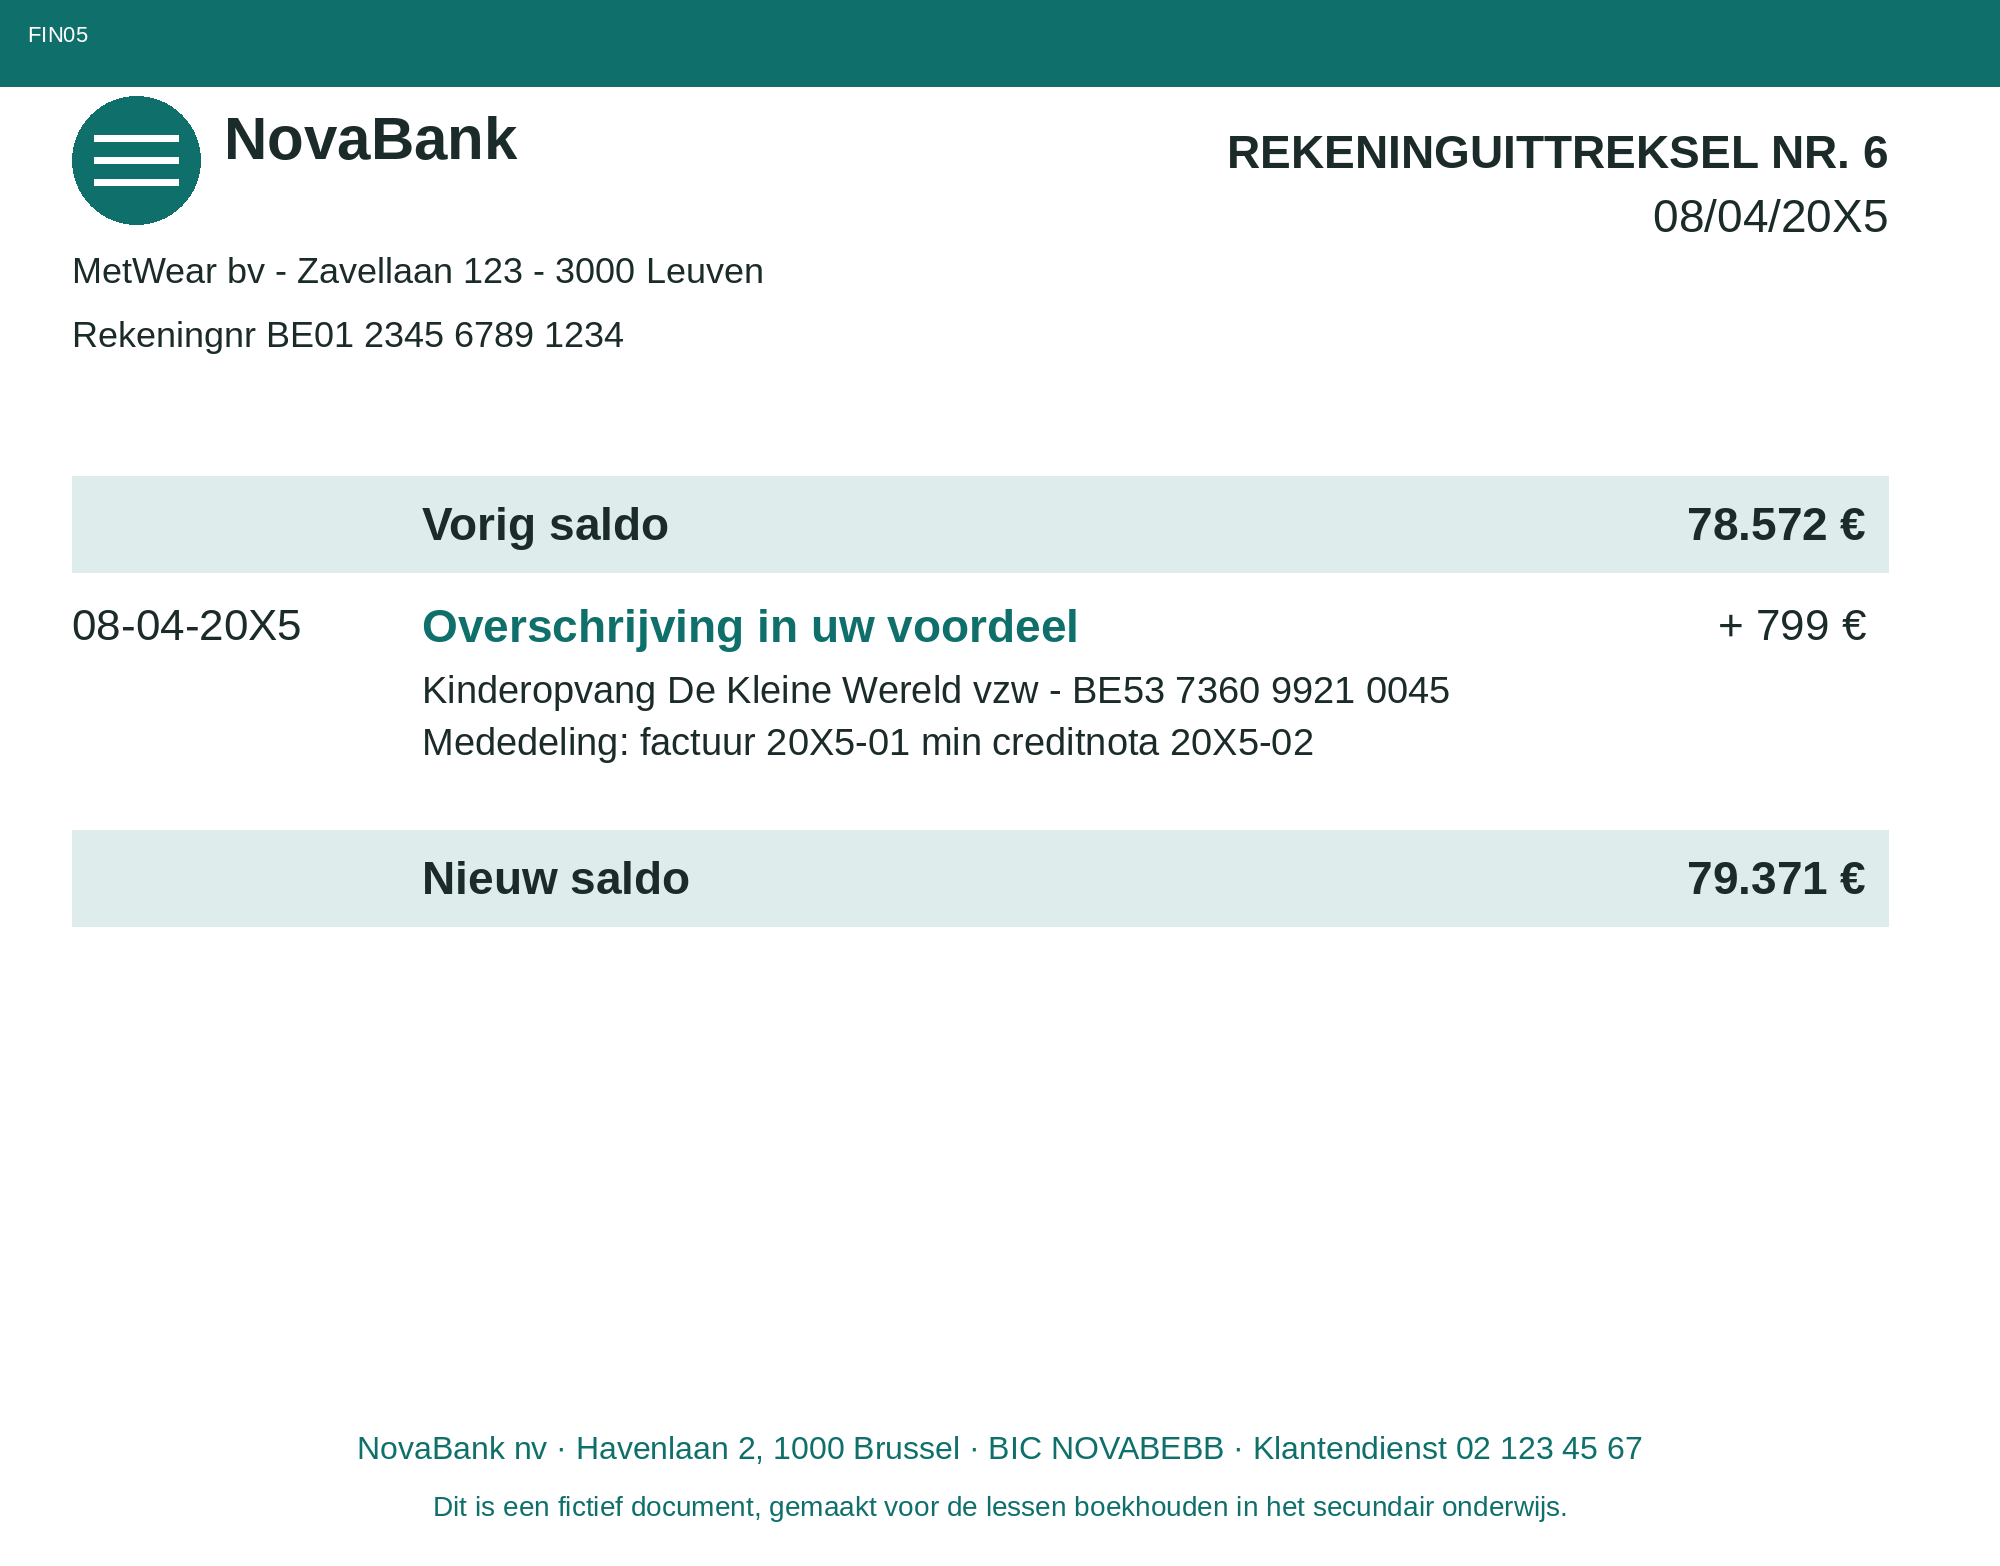 FIN05
NovaBank
REKENINGUITTREKSEL NR. 6
08/04/20X5
MetWear bv - Zavellaan 123 - 3000 Leuven
Rekeningnr BE01 2345 6789 1234
Vorig saldo 78.572 €
08-04-20X5 Overschrijving in uw voordeel + 799 €
Kinderopvang De Kleine Wereld vzw - BE53 7360 9921 0045
Mededeling: factuur 20X5-01 min creditnota 20X5-02
Nieuw saldo 79.371 €
NovaBank nv · Havenlaan 2, 1000 Brussel · BIC NOVABEBB · Klantendienst 02 123 45 67
Dit is een fictief document, gemaakt voor de lessen boekhouden in het secundair onderwijs.